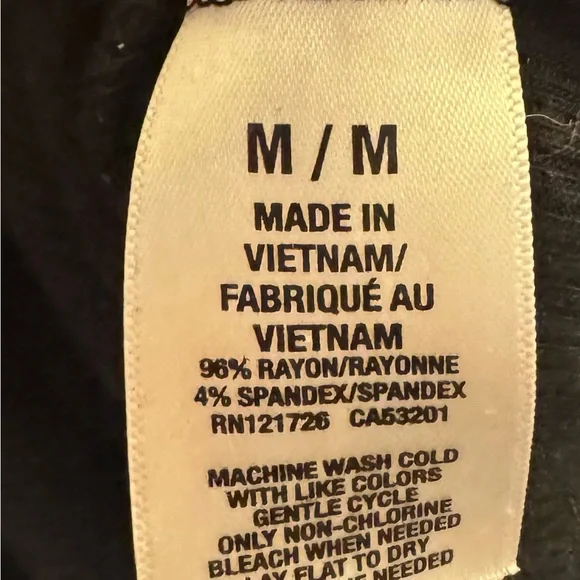 M / M
MADE IN
VIETNAM/
FABRIQUÉ AU
VIETNAM
96% RAYON/RAYONNE
4% SPANDEX/SPANDEX
RN121726 CA53201
MACHINE WASH COLD
WITH LIKE COLORS
GENTLE CYCLE
ONLY NON-CHLORINE
BLEACH WHEN NEEDED
FLAT TO DRY
NEEDED